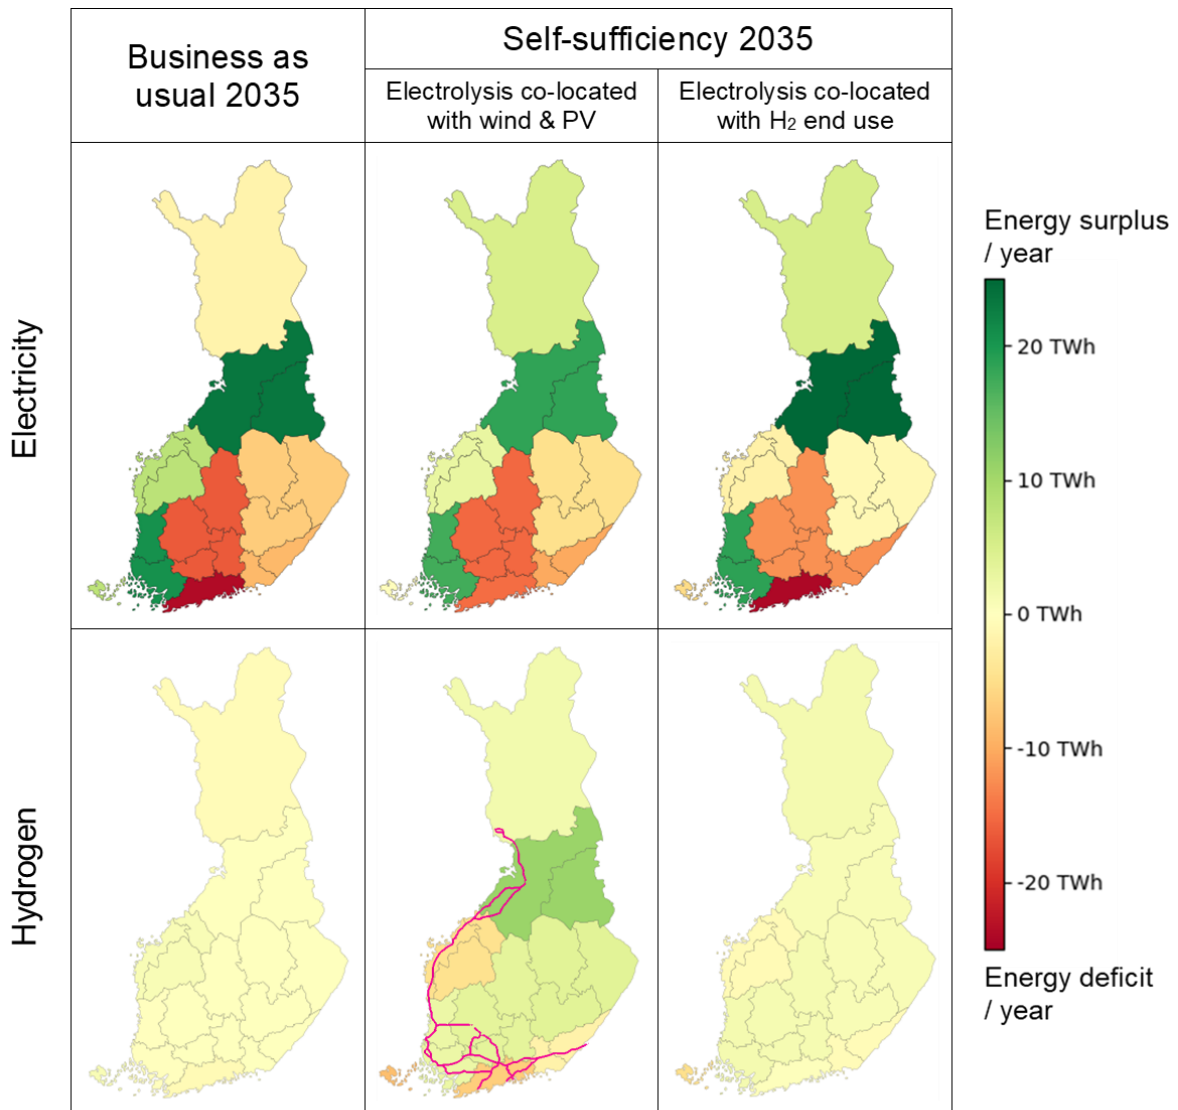 Business as
usual 2035
Self-sufficiency 2035
Electrolysis co-located
with wind & PV
Electrolysis co-located
with H2 end use
Electricity
Hydrogen
Energy surplus
/ year
20 TWh
10 TWh
0 TWh
-10 TWh
-20 TWh
Energy deficit
/ year